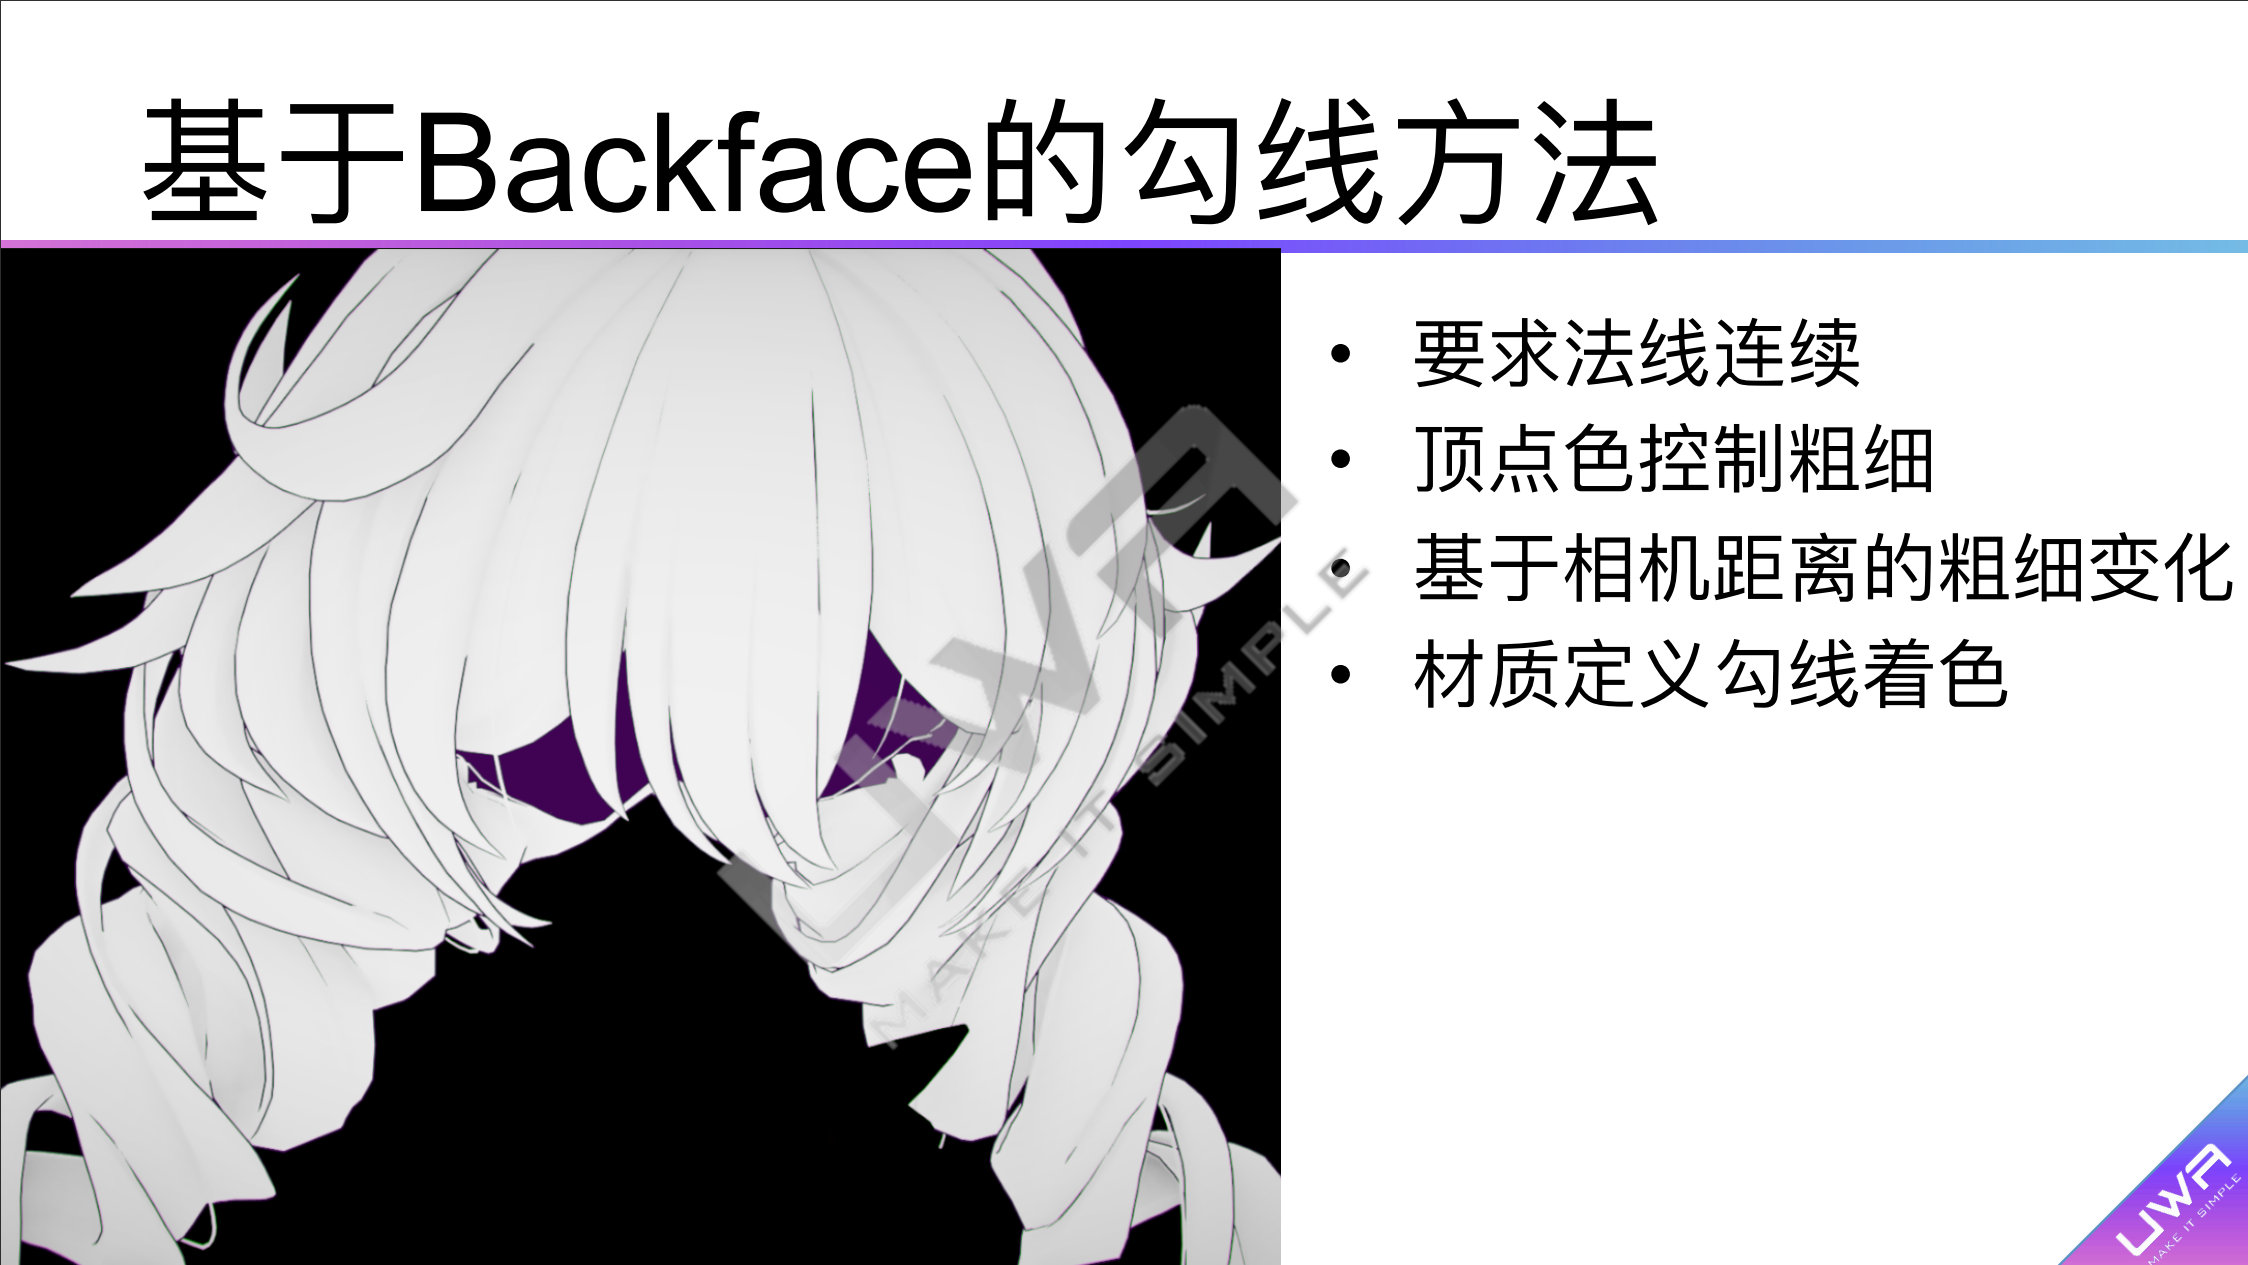 基于Backface的勾线方法
• 要求法线连续
• 顶点色控制粗细
• 基于相机距离的粗细变化
• 材质定义勾线着色
UWA
MAKE IT SIMPLE
UWA
MAKE IT SIMPLE